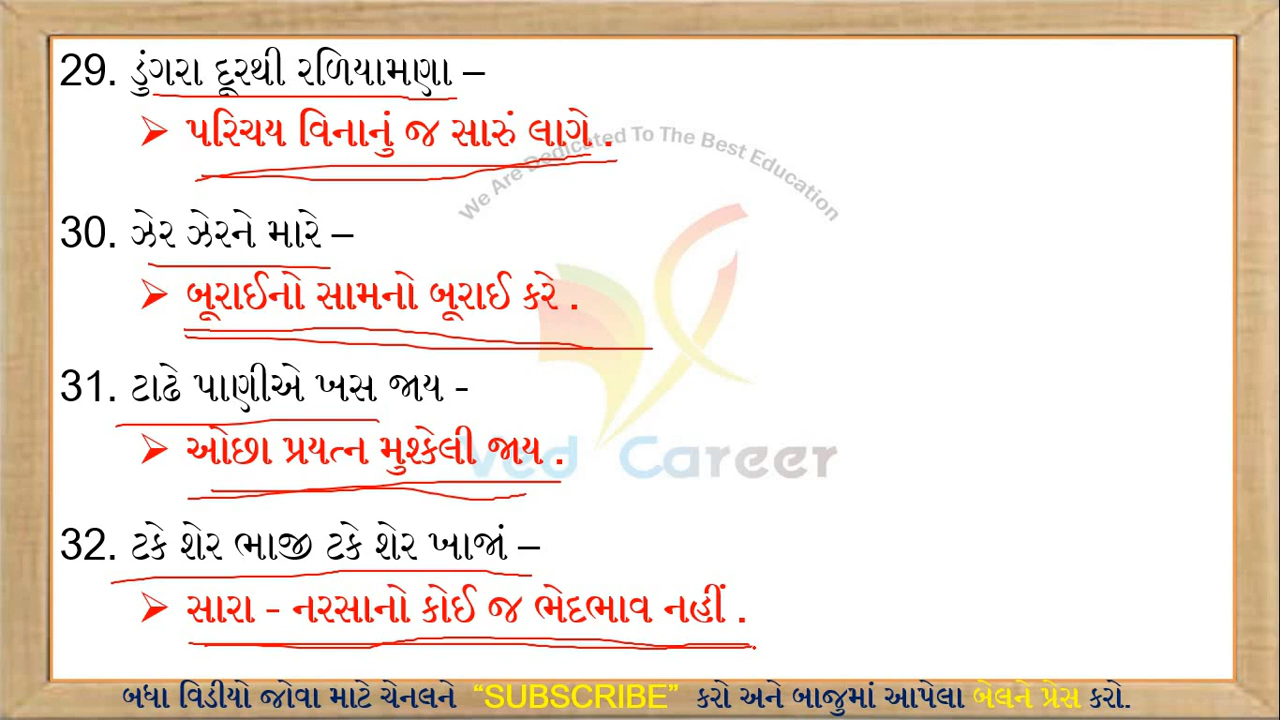 29. ડુંગરા દૂરથી રળિયામણા –
➢ પરિચય વિનાનું જ સારું લાગે .
We Are Dedicated To The Best Education
30. ઝેર ઝેરને મારે –
➢ બૂરાઈનો સામનો બૂરાઈ કરે .
31. ટાઢે પાણીએ ખસ જાય -
➢ ઓછા પ્રયત્ન મુશ્કેલી જાય .
Ved Career
32. ટકે શેર ભાજી ટકે શેર ખાજાં –
➢ સારા - નરસાનો કોઈ જ ભેદભાવ નહીં .
બધા વિડીયો જોવા માટે ચેનલને “SUBSCRIBE” કરો અને બાજુમાં આપેલા બેલને પ્રેસ કરો.